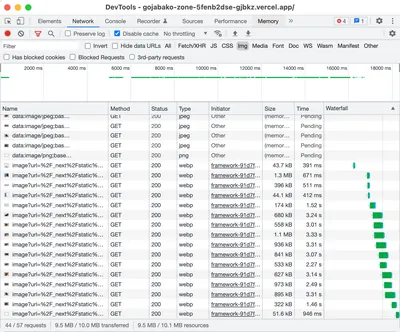 DevTools - gojabako-zone-5fenb2dse-gjbkz.vercel.app/
Elements Network Sources Timeline Performance Console Recorder 4 2
Preserve log Disable cache No throttling
Filter Invert Hide data URLs All Fetch/XHR JS CSS Img Media Font Doc WS Wasm Manifest Other
Has blocked cookies Blocked Requests 3rd-party requests
2000 ms 4000 ms 6000 ms 8000 ms 10000 ms 12000 ms 14000 ms 16000 ms 18000 ms
Name Method Status Type Initiator Size Time Waterfall
data:image/jpeg;bas... GET 200 jpeg Other (memor... Pending
data:image/jpeg;bas... GET 200 jpeg Other (memor... Pending
data:image/jpeg;bas... GET 200 jpeg Other (memor... Pending
data:image/jpeg;bas... GET 200 jpeg Other (memor... Pending
data:image/png;base... GET 200 png Other (memor... Pending
image?url=%2F_next%2Fstatic%... GET 200 webp framework-91d7f... 43.7 kB 391 ms
image?url=%2F_next%2Fstatic%... GET 200 webp framework-91d7f... 1.3 MB 671 ms
image?url=%2F_next%2Fstatic%... GET 200 webp framework-91d7f... 396 kB 511 ms
image?url=%2F_next%2Fstatic%... GET 200 webp framework-91d7f... 44.1 kB 412 ms
image?url=%2F_next%2Fstatic%... GET 200 webp framework-91d7f... 174 kB 1.52 s
image?url=%2F_next%2Fstatic%... GET 200 webp framework-91d7f... 680 kB 3.24 s
image?url=%2F_next%2Fstatic%... GET 200 webp framework-91d7f... 558 kB 3.01 s
image?url=%2F_next%2Fstatic%... GET 200 webp framework-91d7f... 1.1 MB 3.33 s
image?url=%2F_next%2Fstatic%... GET 200 webp framework-91d7f... 936 kB 3.31 s
image?url=%2F_next%2Fstatic%... GET 200 webp framework-91d7f... 841 kB 3.07 s
image?url=%2F_next%2Fstatic%... GET 200 webp framework-91d7f... 533 kB 2.27 s
image?url=%2F_next%2Fstatic%... GET 200 webp framework-91d7f... 627 kB 3.14 s
image?url=%2F_next%2Fstatic%... GET 200 webp framework-91d7f... 973 kB 2.49 s
image?url=%2F_next%2Fstatic%... GET 200 webp framework-91d7f... 895 kB 3.31 s
image?url=%2F_next%2Fstatic%... GET 200 webp framework-91d7f... 322 kB 1.46 s
image?url=%2F_next%2Fstatic%... GET 200 webp framework-91d7f... 51.6 kB 946 ms
44 / 57 requests 9.5 MB / 10.0 MB transferred 9.5 MB / 10.1 MB resources